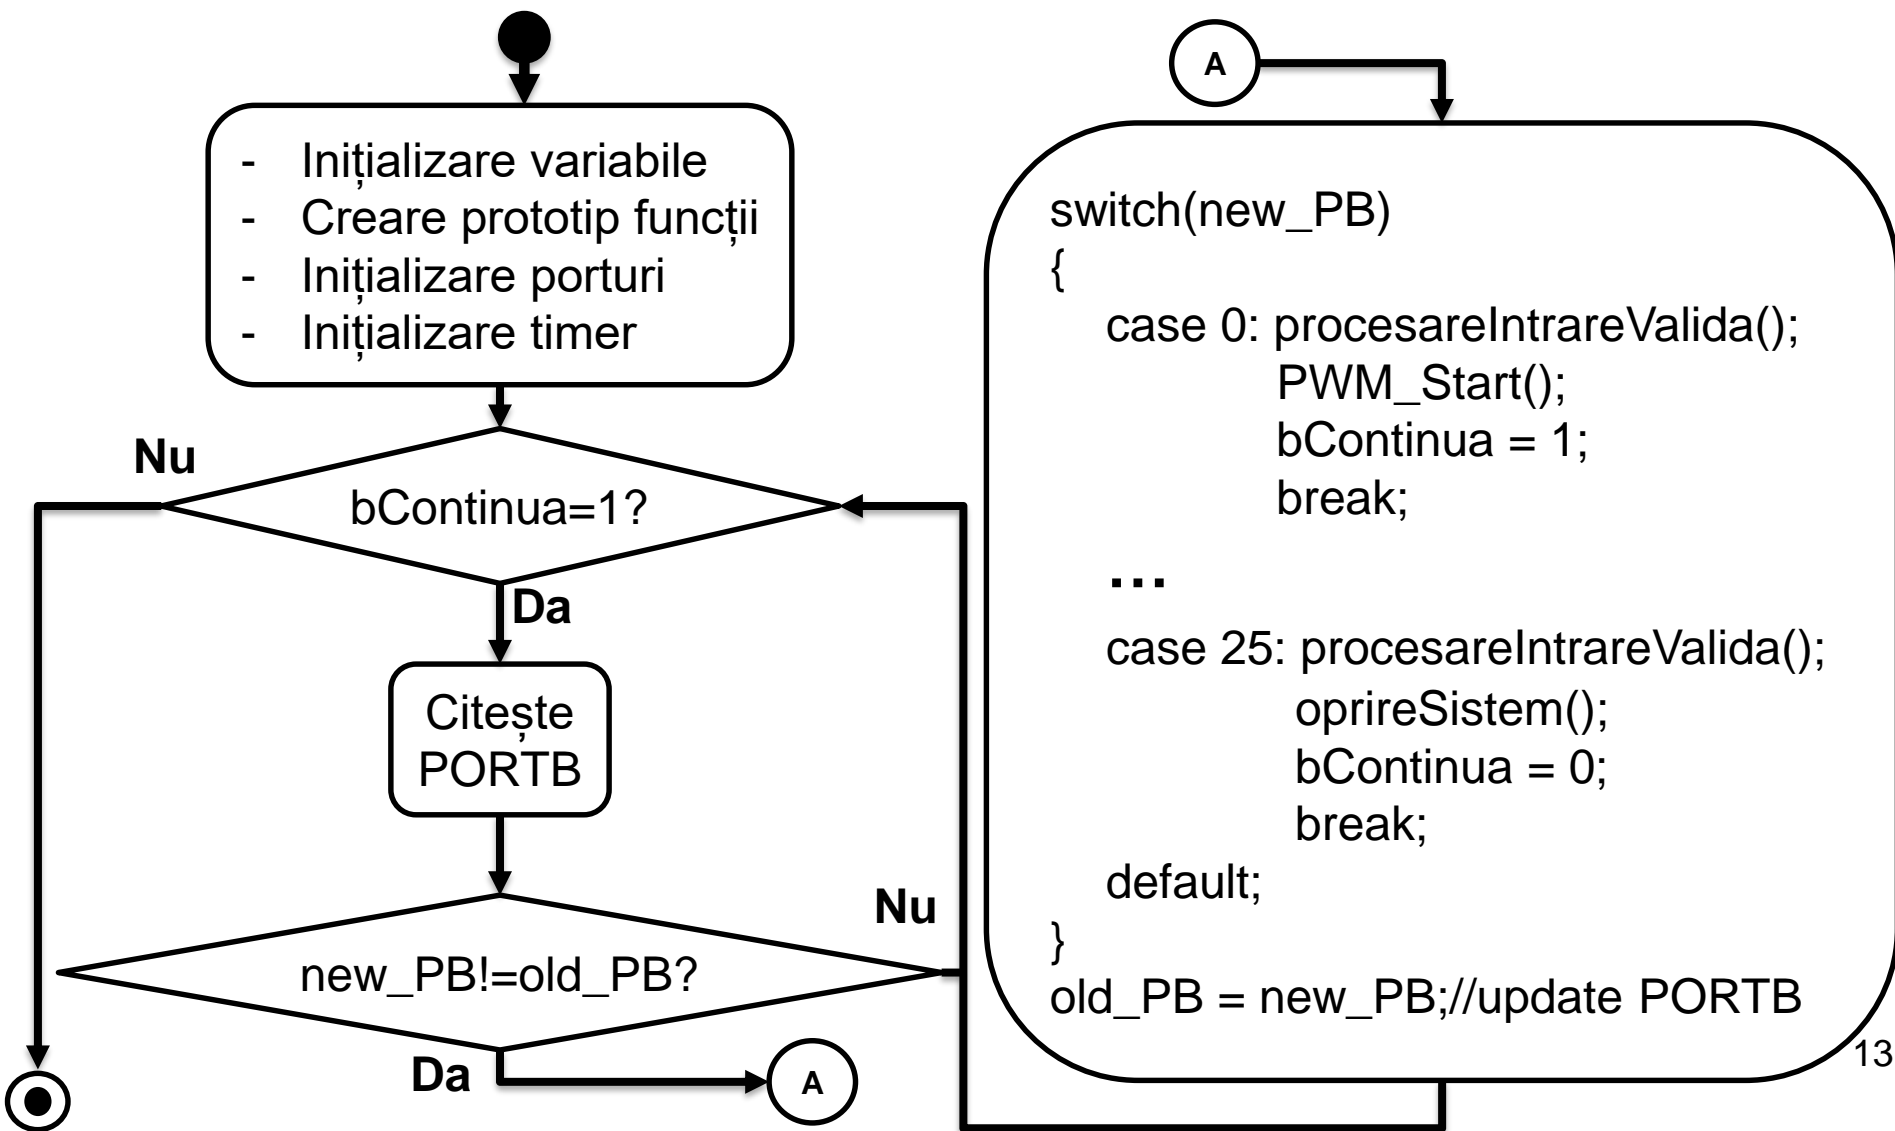 - Inițializare variabile
- Creare prototip funcții
- Inițializare porturi
- Inițializare timer
Nu
bContinua=1?
Da
Citește
PORTB
Nu
new_PB!=old_PB?
Da
A
A
switch(new_PB)
{
case 0: procesareIntrareValida();
PWM_Start();
bContinua = 1;
break;
...
case 25: procesareIntrareValida();
oprireSistem();
bContinua = 0;
break;
default;
}
old_PB = new_PB;//update PORTB
13